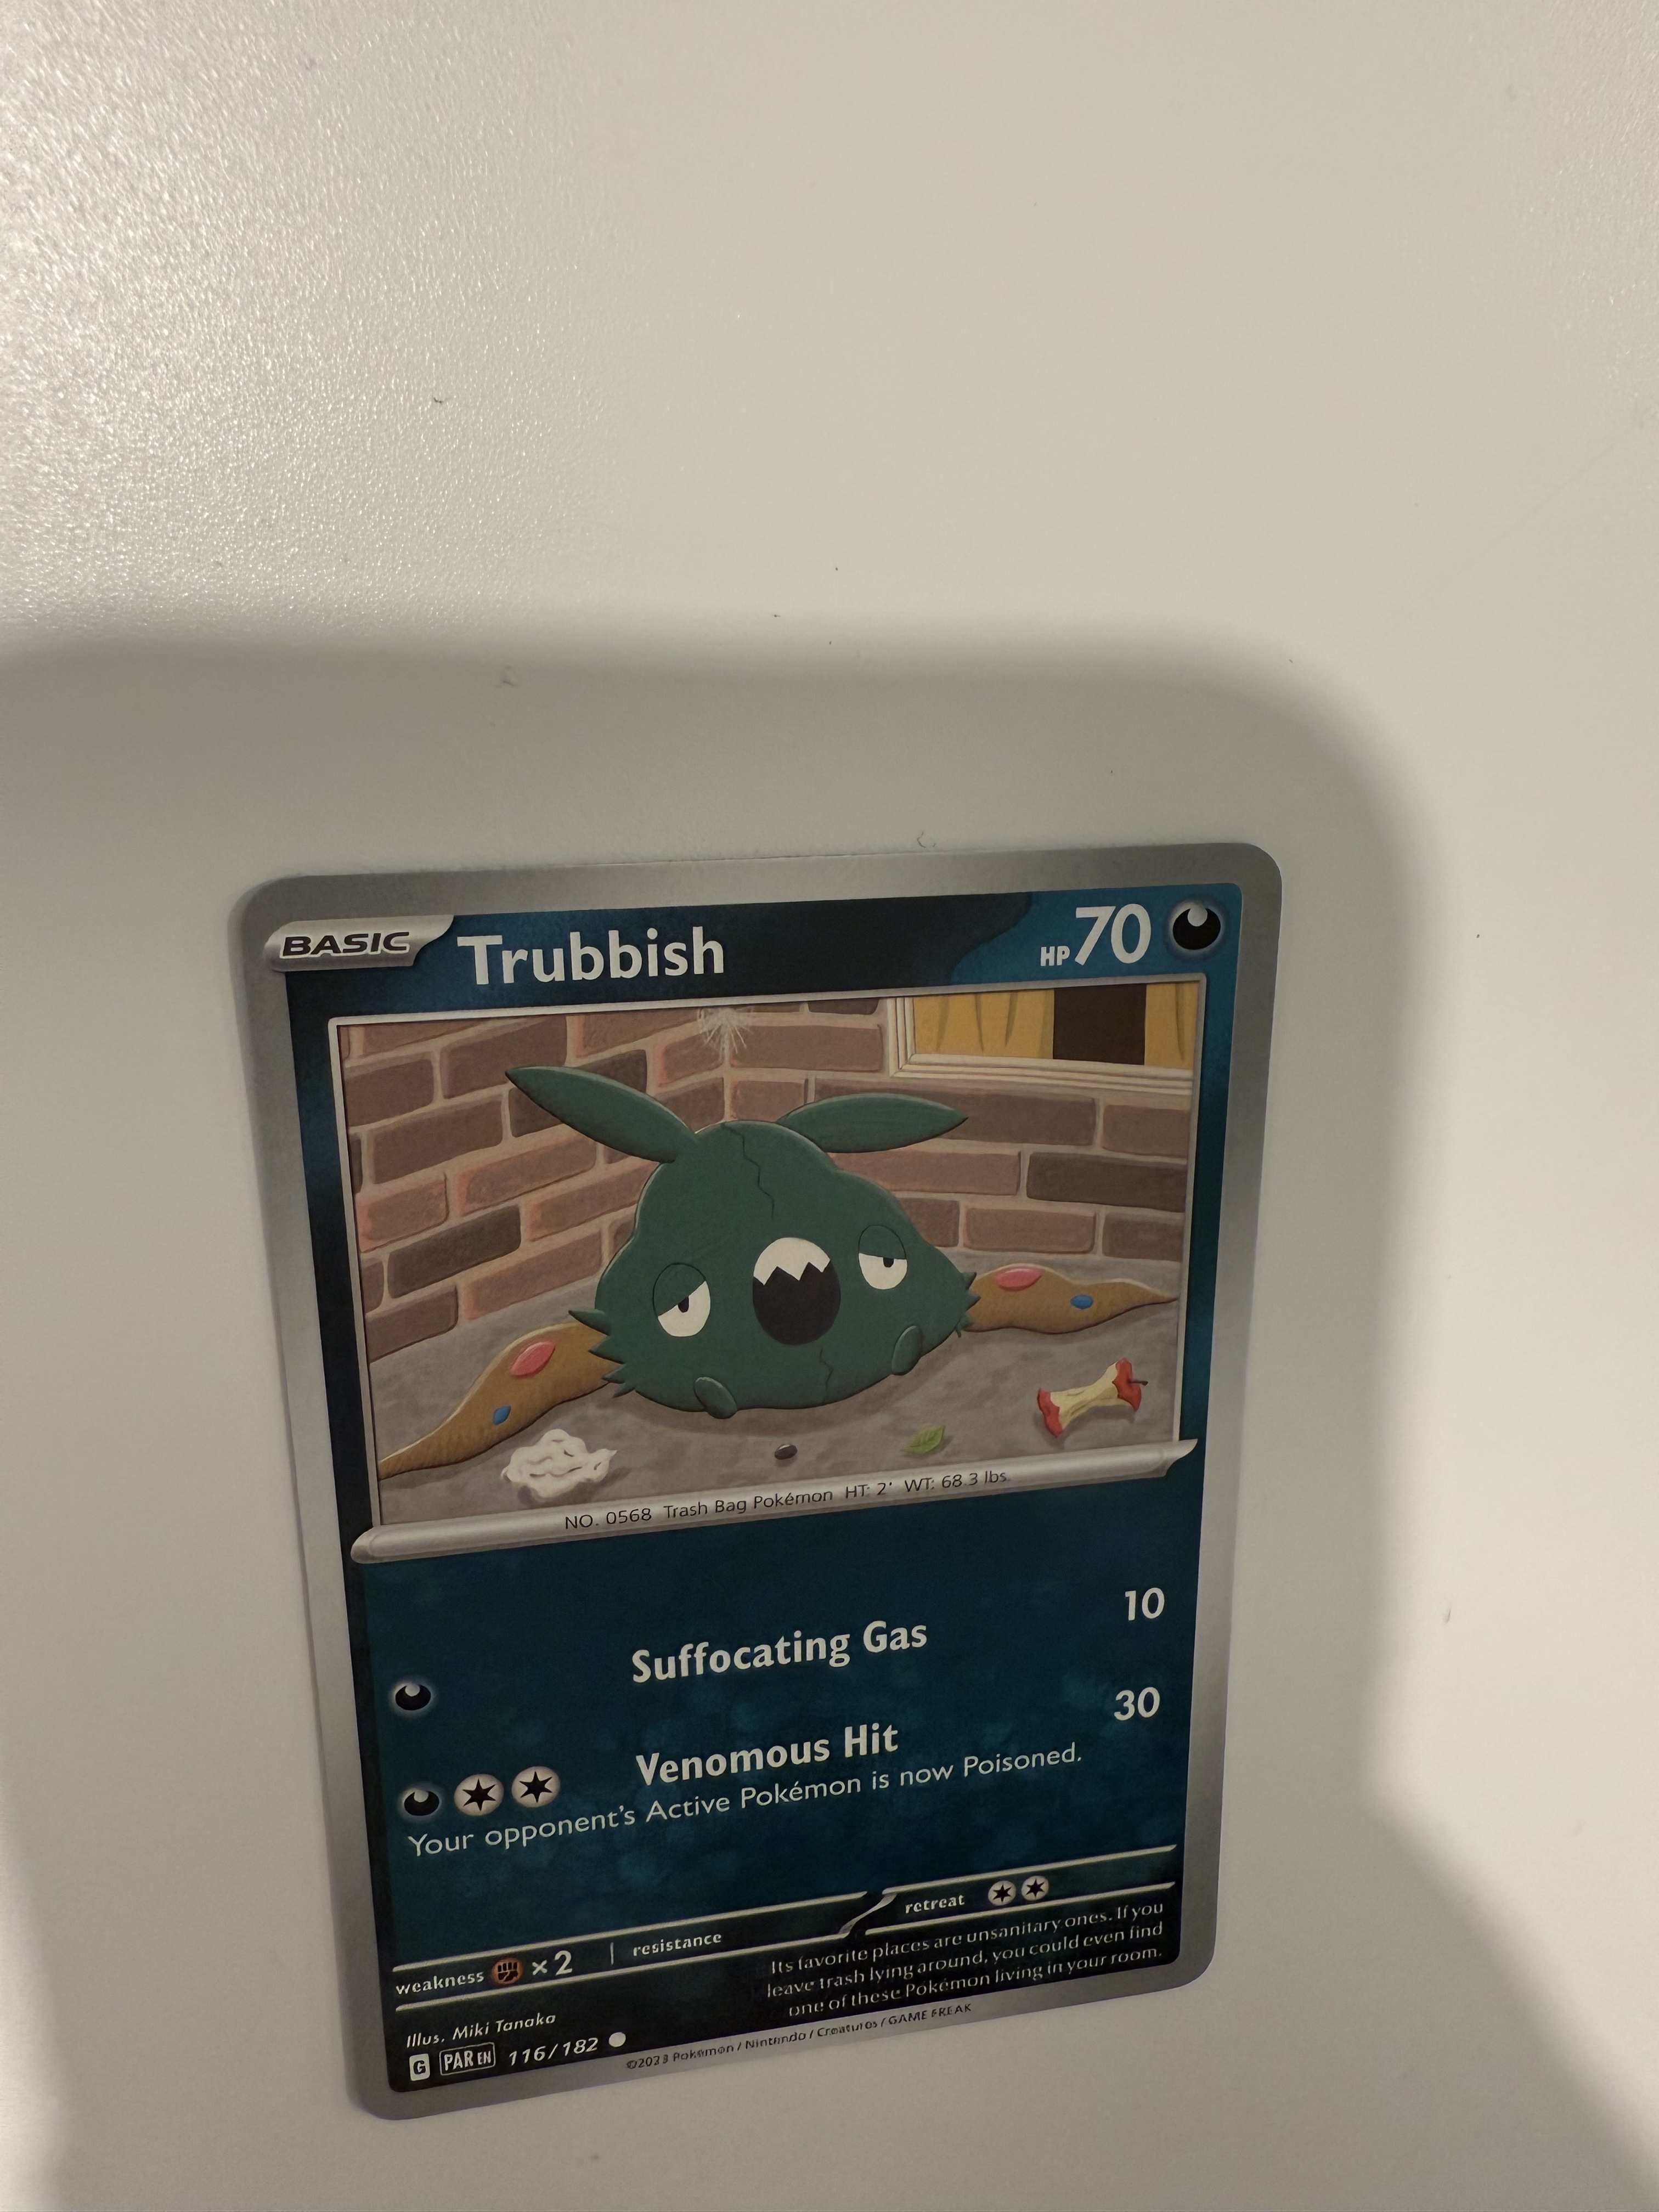 BASIC Trubbish HP 70
NO. 0568 Trash Bag Pokémon HT: 2' WT: 68.3 lbs.
Suffocating Gas 10
Venomous Hit 30
Your opponent's Active Pokémon is now Poisoned.
weakness ×2 resistance retreat
Its favorite places are unsanitary ones. If you
leave trash lying around, you could even find
one of these Pokémon living in your room.
Illus. Miki Tanaka
G PAR EN 116/182
©2023 Pokémon / Nintendo / Creatures / GAME FREAK